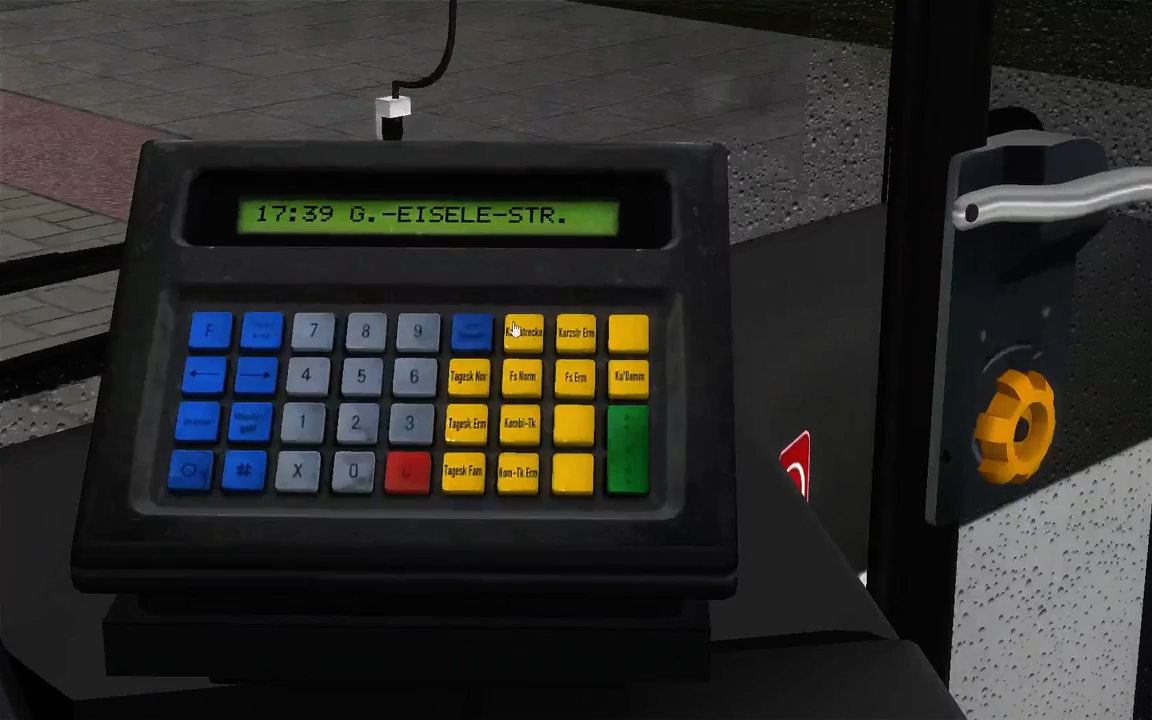 17:39 G.-EISELE-STR.
F 7 8 9 Kurzstr Erm
← → 4 5 6 Tagesk Nor Fs Norm Fs Erm Ku'Damm
1 2 3 Tagesk Erm Kombi-Tk
# X 0 Tagesk Fam Kom-Tk Erm